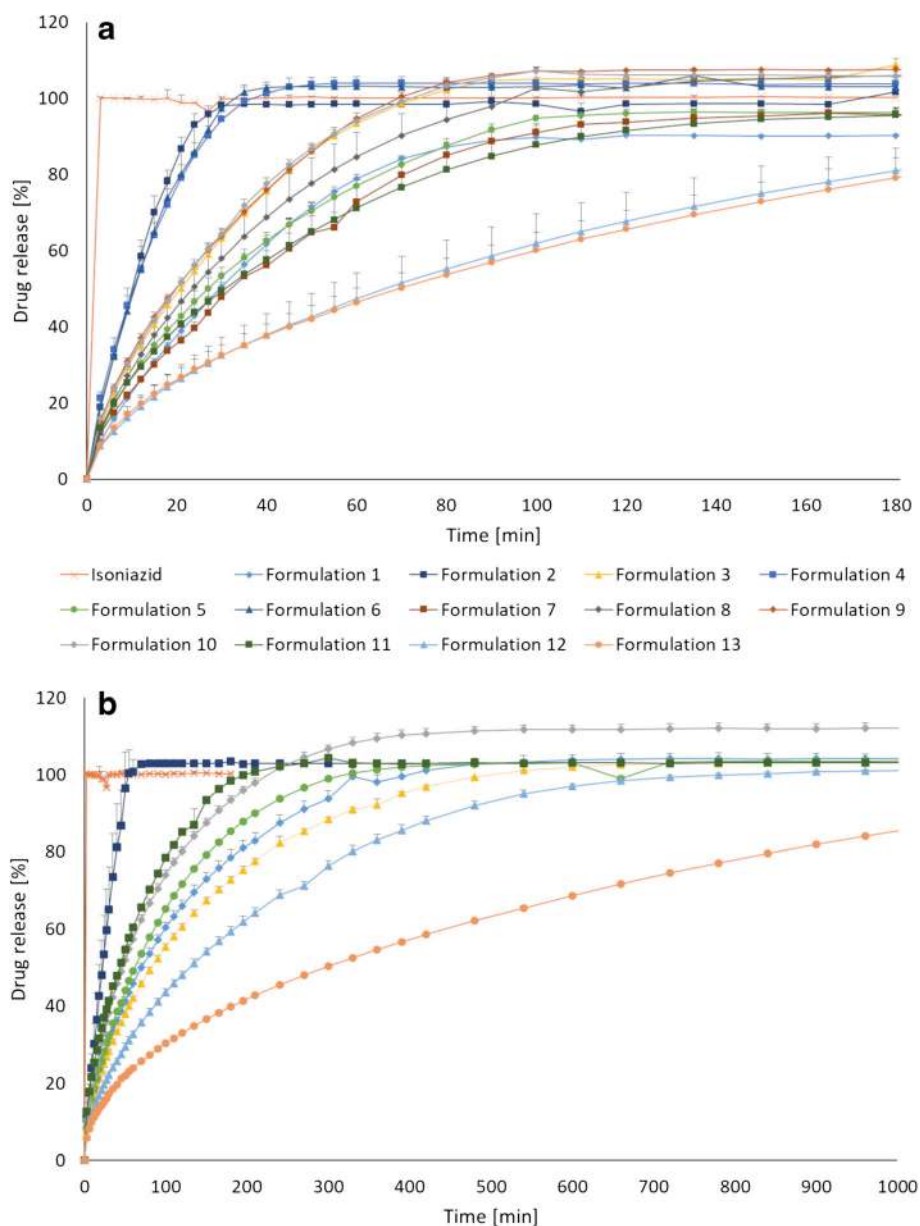 a
120
100
80
60
40
20
0
Drug release [%]
0 20 40 60 80 100 120 140 160 180
Time [min]
Isoniazid Formulation 1 Formulation 2 Formulation 3 Formulation 4
Formulation 5 Formulation 6 Formulation 7 Formulation 8 Formulation 9
Formulation 10 Formulation 11 Formulation 12 Formulation 13
b
120
100
80
60
40
20
0
Drug release [%]
0 100 200 300 400 500 600 700 800 900 1000
Time [min]